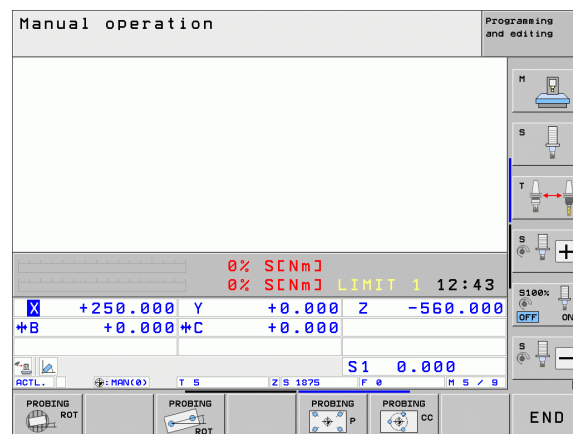 Manual operation
Programming
and editing
M
S
T
S
0% S[Nm]
0% S[Nm] LIMIT 1 12:43
S100%
OFF ON
X +250.000 Y +0.000 Z -560.000
B +0.000 C +0.000
S
S1 0.000
ACTL. : MAN(0) T 5 Z S 1875 F 0 M 5 / 9
PROBING
ROT
PROBING
ROT
PROBING
P
PROBING
CC
END